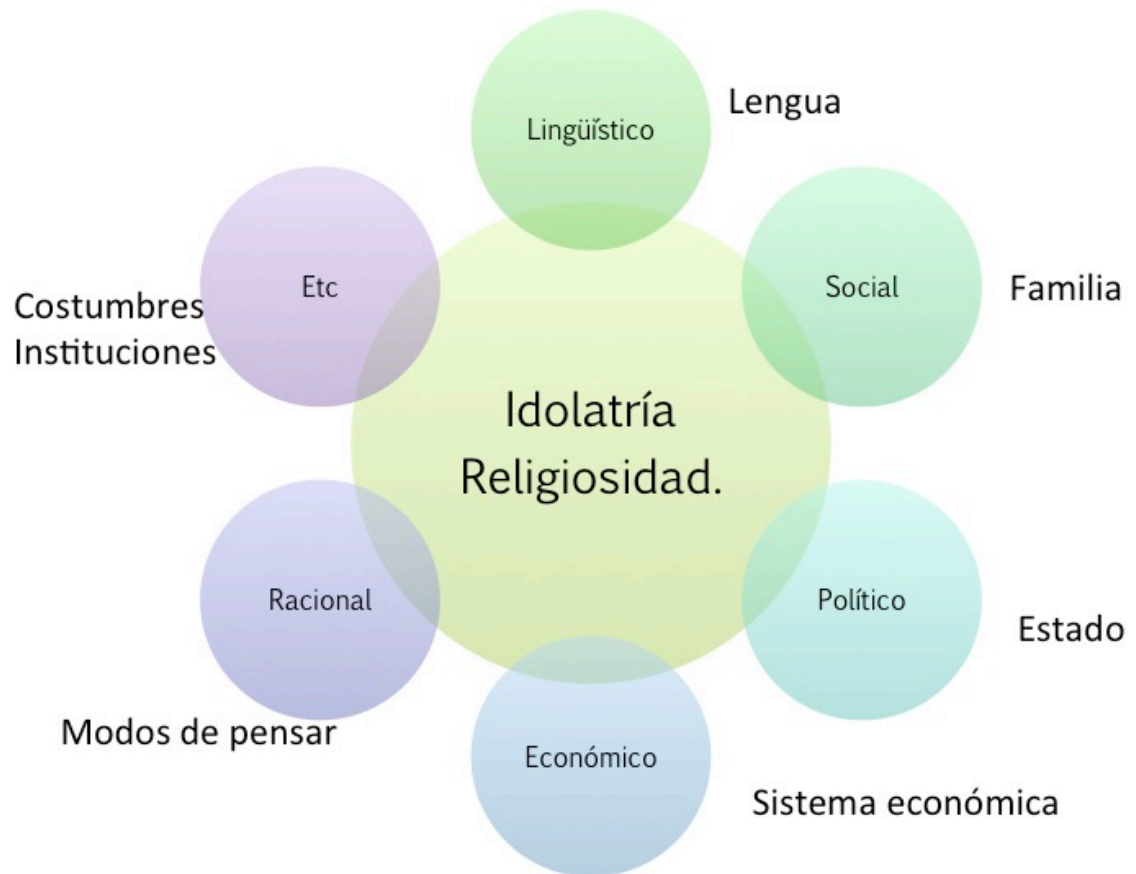 Lingüístico
Lengua
Etc
Social
Familia
Costumbres
Instituciones
Idolatría
Religiosidad.
Racional
Político
Estado
Modos de pensar
Económico
Sistema económica